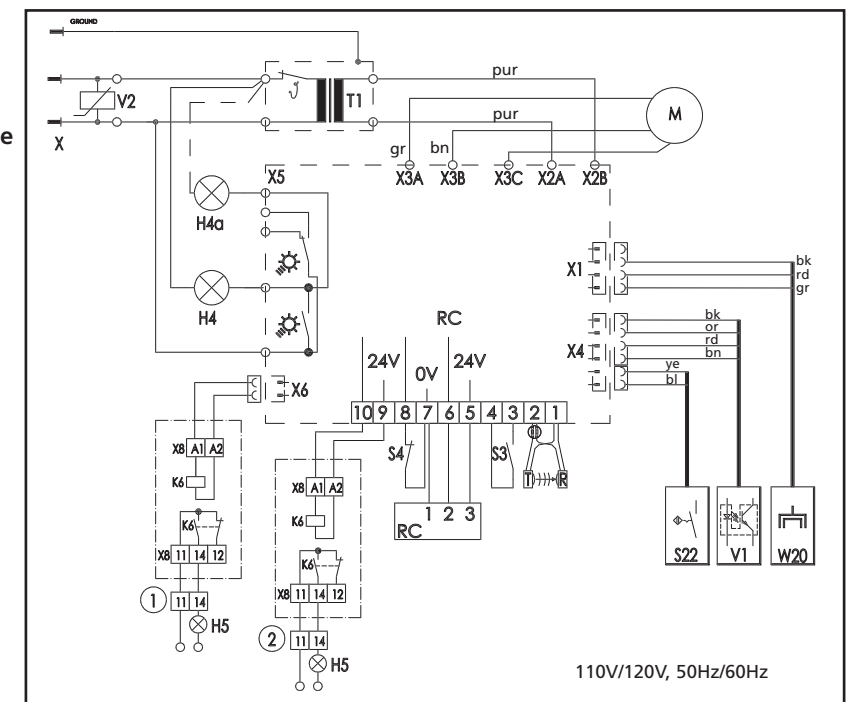 GROUND
pur
V2
T1
M
e
pur
X
gr bn
X5
X3A X3B X3C X2A X2B
H4a
bk
X1
rd
gr
H4
RC
bk
or
24V 24V
rd
X4
0V
bn
ye
X6
bl
10 9 8 7 6 5 4 3 2 1
X8 A1 A2
S4
S3
K6
X8 A1 A2
T R
1 2 3
K6
RC
K6
S22 V1 W20
X8 11 14 12
K6
X8 11 14 12
1 11 14
H5
2 11 14
H5
110V/120V, 50Hz/60Hz